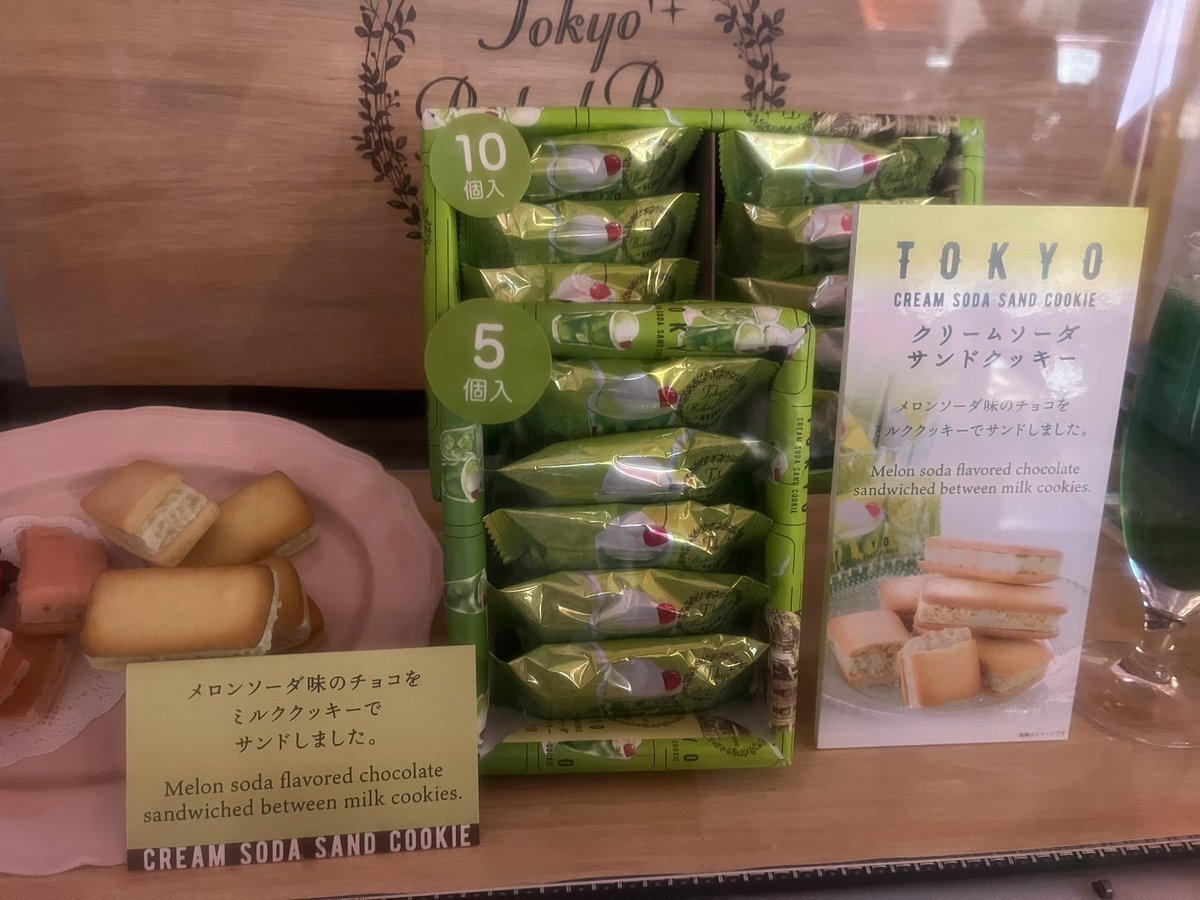 Tokyo
10
個入
5
個入
TOKYO
CREAM SODA SAND COOKIE
クリームソーダ
サンドクッキー
メロンソーダ味のチョコを
ミルククッキーでサンドしました。
Melon soda flavored chocolate
sandwiched between milk cookies.
TOKYO
CREAM SODA SAND COOKIE
メロンソーダ味のチョコを
ミルククッキーで
サンドしました。
Melon soda flavored chocolate
sandwiched between milk cookies.
CREAM SODA SAND COOKIE